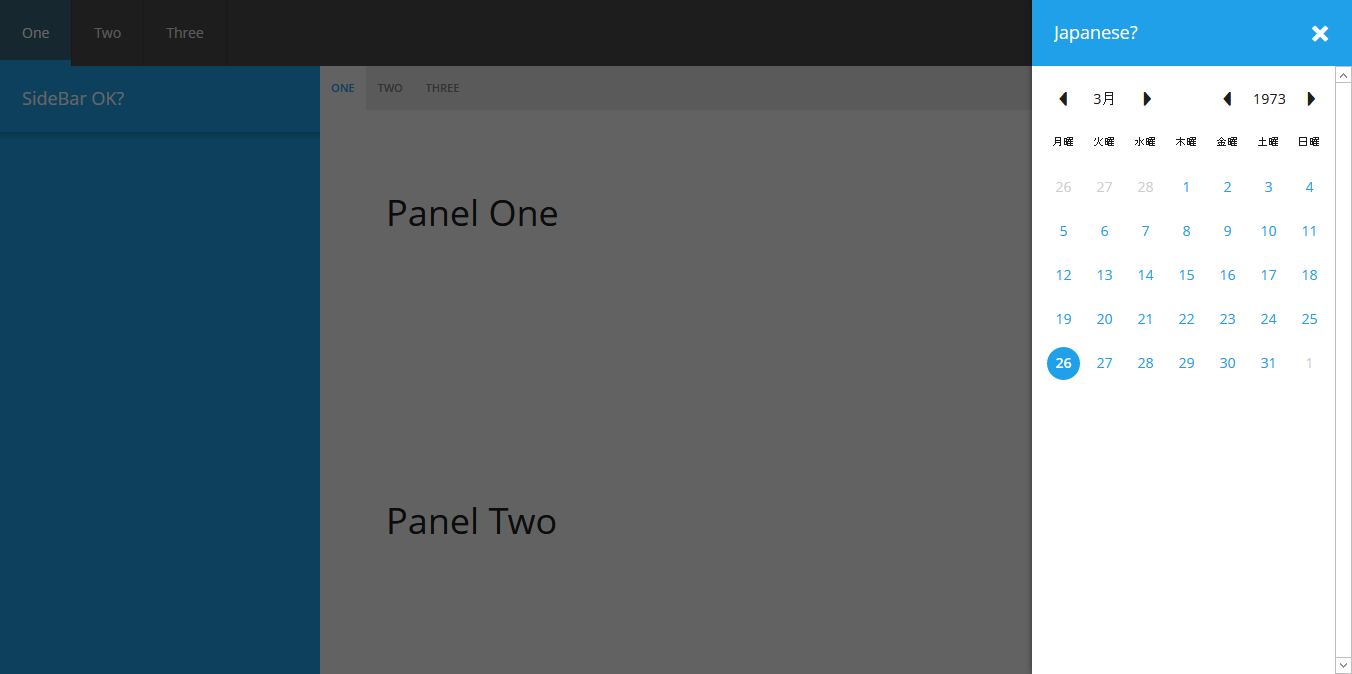 One Two Three
Japanese?
SideBar OK?
ONE TWO THREE
Panel One
Panel Two
3月 1973
月曜 火曜 水曜 木曜 金曜 土曜 日曜
26 27 28 1 2 3 4
5 6 7 8 9 10 11
12 13 14 15 16 17 18
19 20 21 22 23 24 25
26 27 28 29 30 31 1